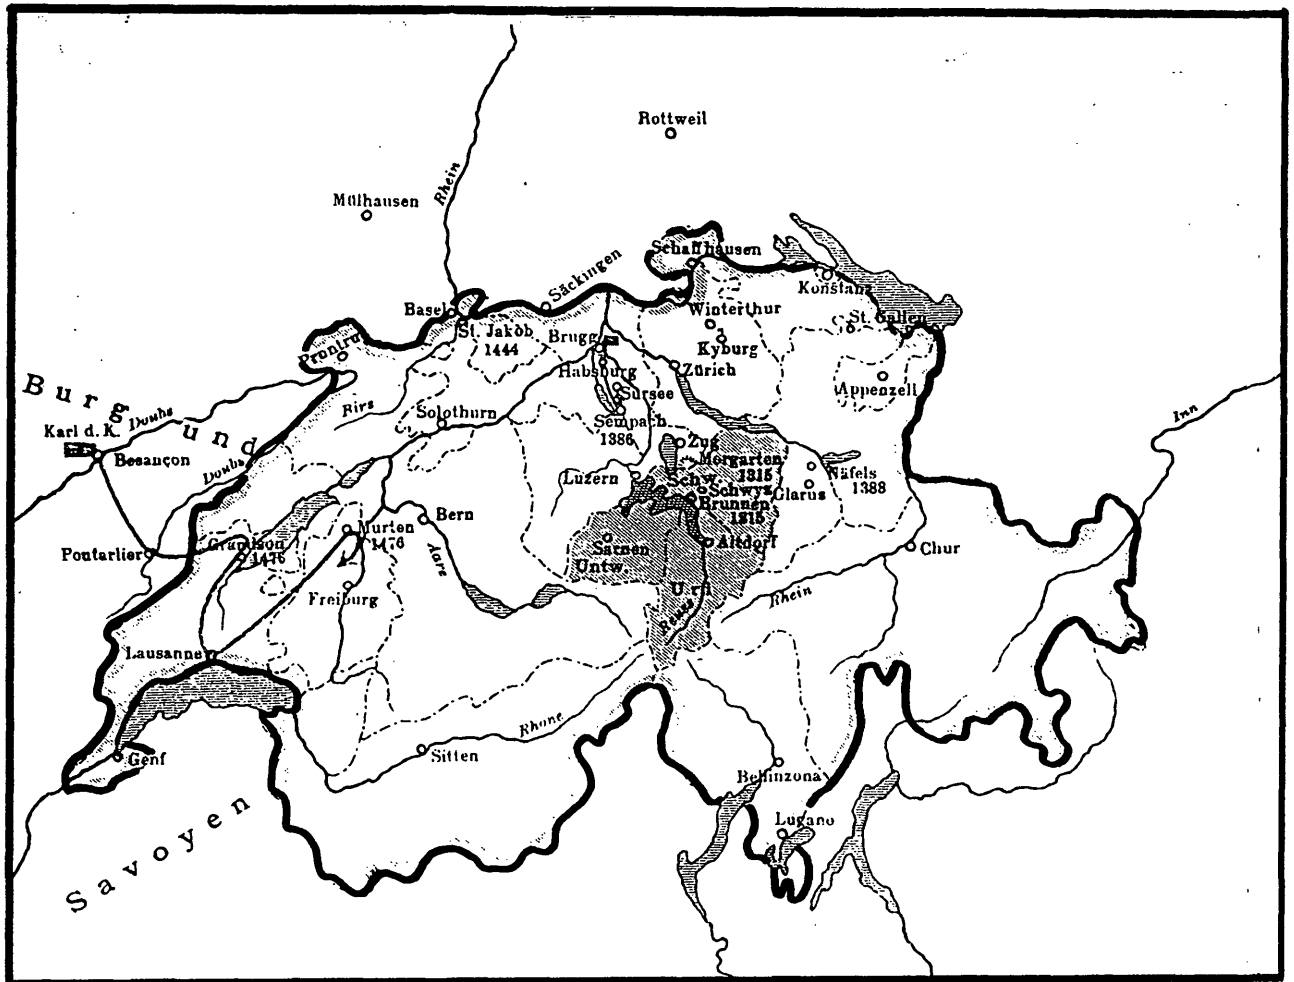 Rottweil
Mülhausen
Rhein
Schaffhausen
Säckingen
Konstanz
Basel
Winterthur
St. Gallen
St. Jakob
1444
Brugg
Kyburg
Pruntrut
Habsburg
Zürich
Appenzell
Burgund
Doubs
Birs
Solothurn
Sursee
Sempach
1386
Inn
Karl d. K.
Besançon
Doubs
Zug
Morgarten
1315
Näfels
1388
Luzern
Schw.
Schwyz
Glarus
Brunnen
1315
Bern
Murten
1476
Grandson
1476
Pontarlier
Aare
Sarnen
Altdorf
Chur
Untw.
Uri
Reuss
Rhein
Freiburg
Lausanne
Rhone
Genf
Sitten
Bellinzona
Lugano
Savoyen